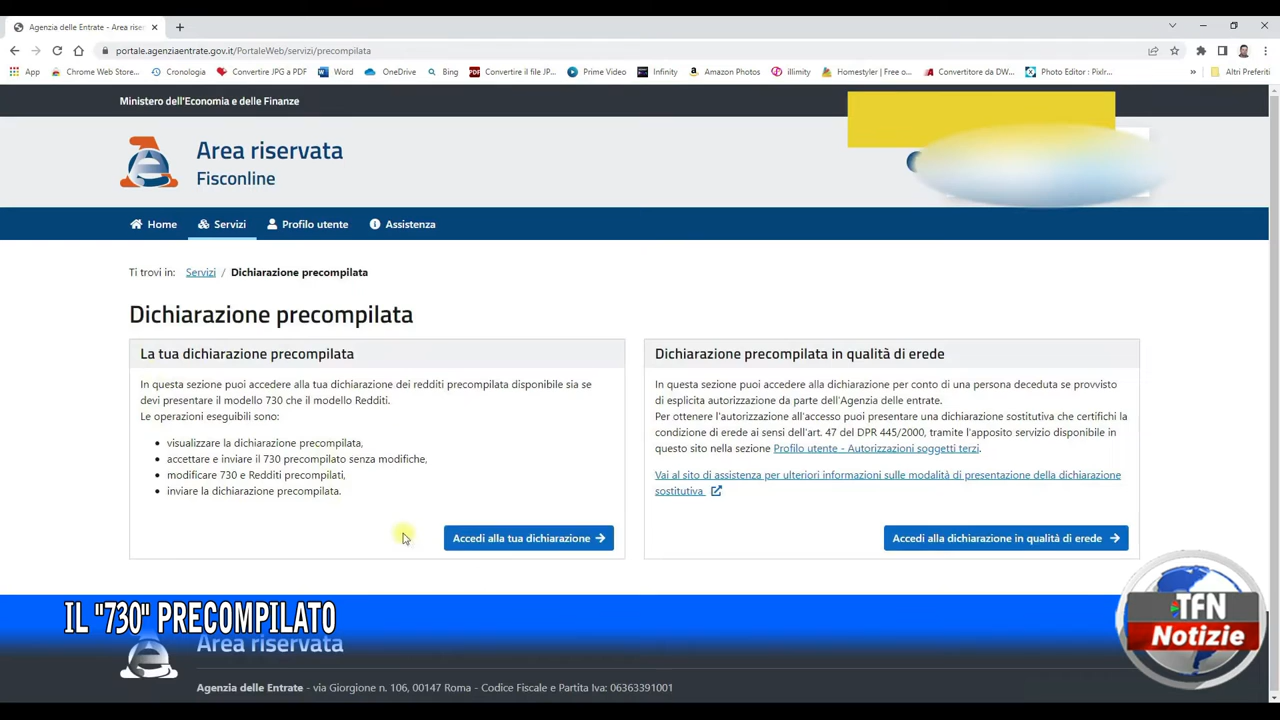 Agenzia delle Entrate - Area rise
portale.agenziaentrate.gov.it/PortaleWeb/servizi/precompilata
App
Chrome Web Store...
Cronologia
Convertire JPG a PDF
Word
OneDrive
Bing
Convertire il file JP...
Prime Video
Infinity
Amazon Photos
illimity
Homestyler | Free o...
Convertitore da DW...
Photo Editor : Pixlr...
»
Altri Preferiti
Ministero dell'Economia e delle Finanze
Area riservata
Fisconline
Home
Servizi
Profilo utente
Assistenza
Ti trovi in: Servizi / Dichiarazione precompilata
Dichiarazione precompilata
La tua dichiarazione precompilata
In questa sezione puoi accedere alla tua dichiarazione dei redditi precompilata disponibile sia se
devi presentare il modello 730 che il modello Redditi.
Le operazioni eseguibili sono:
• visualizzare la dichiarazione precompilata,
• accettare e inviare il 730 precompilato senza modifiche,
• modificare 730 e Redditi precompilati,
• inviare la dichiarazione precompilata.
Accedi alla tua dichiarazione →
Dichiarazione precompilata in qualità di erede
In questa sezione puoi accedere alla dichiarazione per conto di una persona deceduta se provvisto
di esplicita autorizzazione da parte dell'Agenzia delle entrate.
Per ottenere l'autorizzazione all'accesso puoi presentare una dichiarazione sostitutiva che certifichi la
condizione di erede ai sensi dell'art. 47 del DPR 445/2000, tramite l'apposito servizio disponibile in
questo sito nella sezione Profilo utente - Autorizzazioni soggetti terzi.
Vai al sito di assistenza per ulteriori informazioni sulle modalità di presentazione della dichiarazione
sostitutiva
Accedi alla dichiarazione in qualità di erede →
IL "730" PRECOMPILATO
TFN
Notizie
Area riservata
Agenzia delle Entrate - via Giorgione n. 106, 00147 Roma - Codice Fiscale e Partita Iva: 06363391001